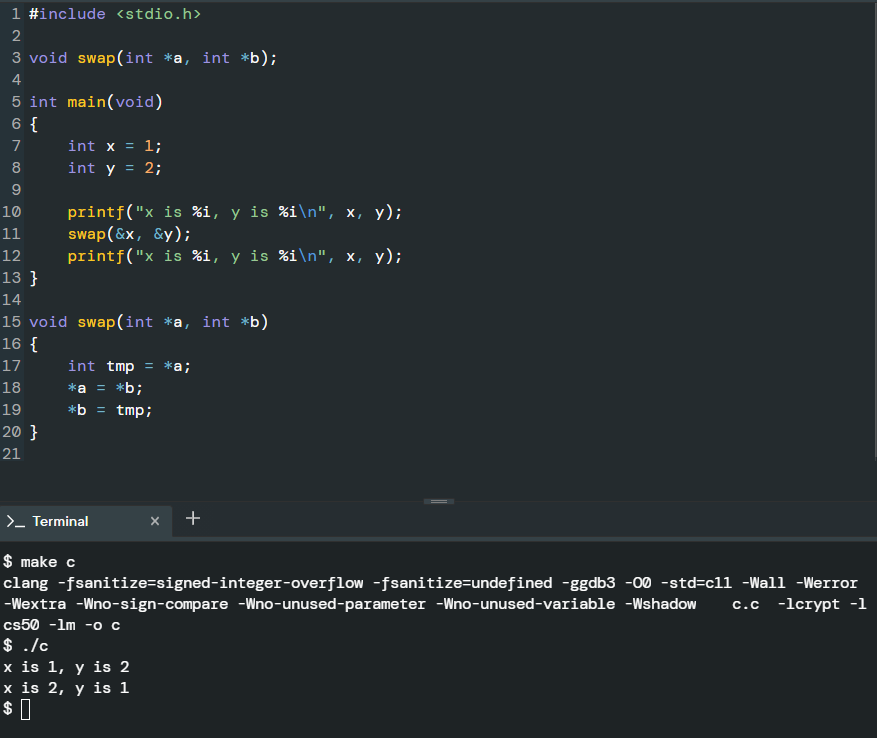 1 #include <stdio.h>
2
3 void swap(int *a, int *b);
4
5 int main(void)
6 {
7     int x = 1;
8     int y = 2;
9
10     printf("x is %i, y is %i\n", x, y);
11     swap(&x, &y);
12     printf("x is %i, y is %i\n", x, y);
13 }
14
15 void swap(int *a, int *b)
16 {
17     int tmp = *a;
18     *a = *b;
19     *b = tmp;
20 }
21
>_ Terminal × +
$ make c
clang -fsanitize=signed-integer-overflow -fsanitize=undefined -ggdb3 -O0 -std=c11 -Wall -Werror
-Wextra -Wno-sign-compare -Wno-unused-parameter -Wno-unused-variable -Wshadow    c.c  -lcrypt -l
cs50 -lm -o c
$ ./c
x is 1, y is 2
x is 2, y is 1
$